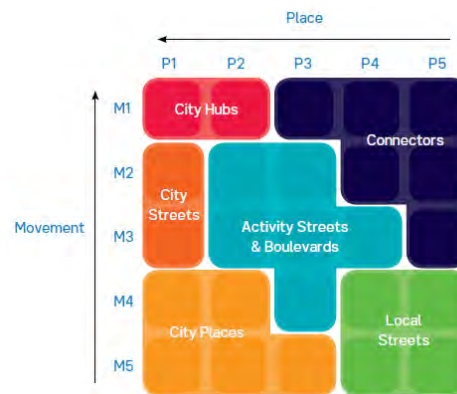 Place
P1 P2 P3 P4 P5
M1
City Hubs
Connectors
M2
City
Streets
Movement
M3
Activity Streets
& Boulevards
M4
City Places
Local
Streets
M5